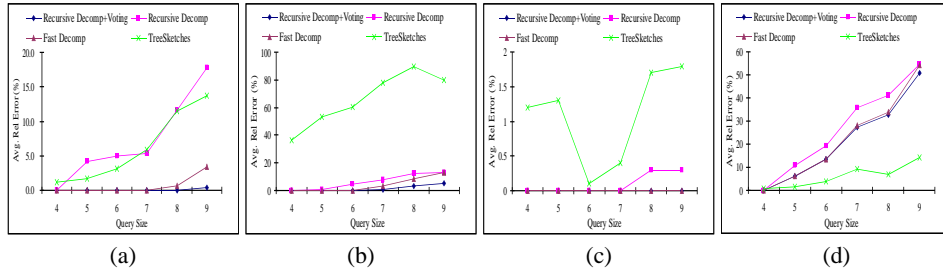 Recursive Decomp+Voting Recursive Decomp
Fast Decomp TreeSketches
Avg. Rel Error (%)
20.0
15.0
10.0
5.0
0.0
4 5 6 7 8 9
Query Size
(a)
Recursive Decomp+Voting Recursive Decomp
Fast Decomp TreeSketches
Avg. Rel Error (%)
100
80
60
40
20
0
4 5 6 7 8 9
Query Size
(b)
Recursive Decomp+Voting Recursive Decomp
Fast Decomp TreeSketches
Avg. Rel Error (%)
2
1.5
1
0.5
0
4 5 6 7 8 9
Query Size
(c)
Recursive Decomp+Voting Recursive Decomp
Fast Decomp TreeSketches
Avg. Rel Error (%)
60
50
40
30
20
10
0
4 5 6 7 8 9
Query Size
(d)